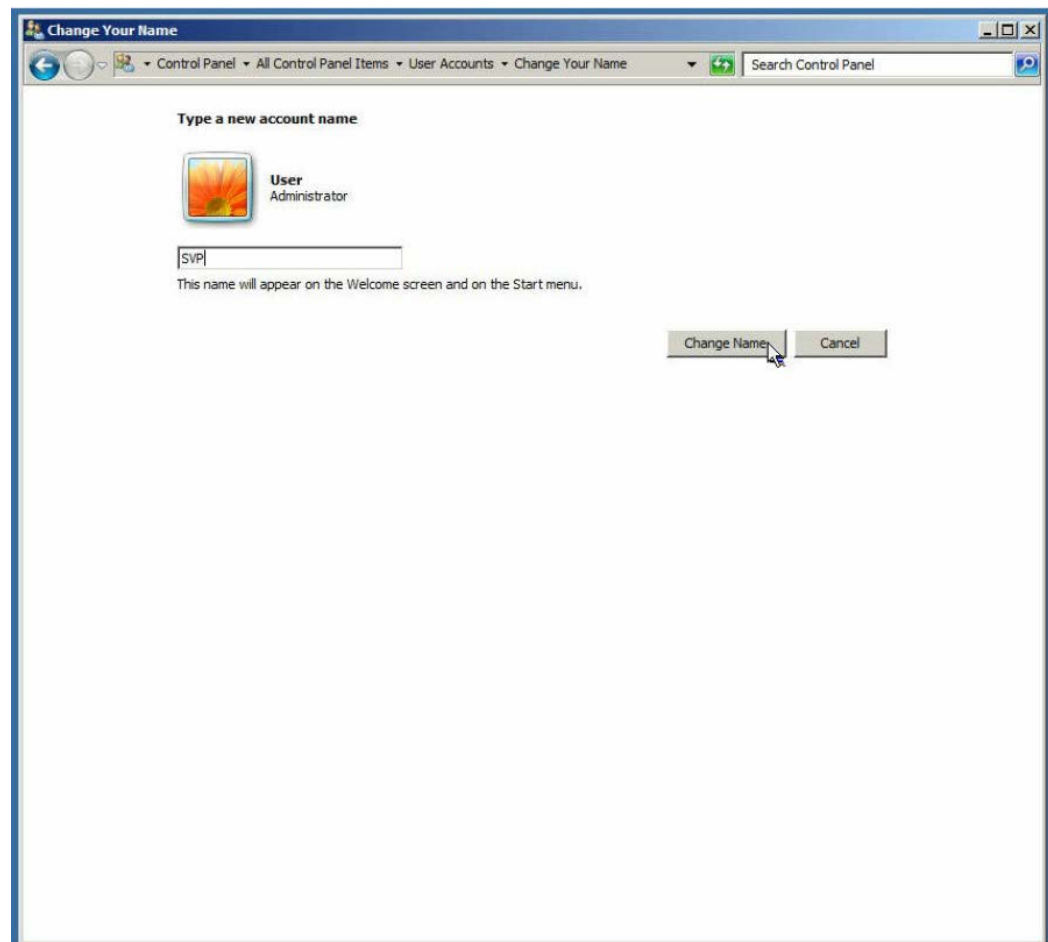 Change Your Name
Control Panel All Control Panel Items User Accounts Change Your Name Search Control Panel
Type a new account name
User
Administrator
SVP
This name will appear on the Welcome screen and on the Start menu.
Change Name Cancel